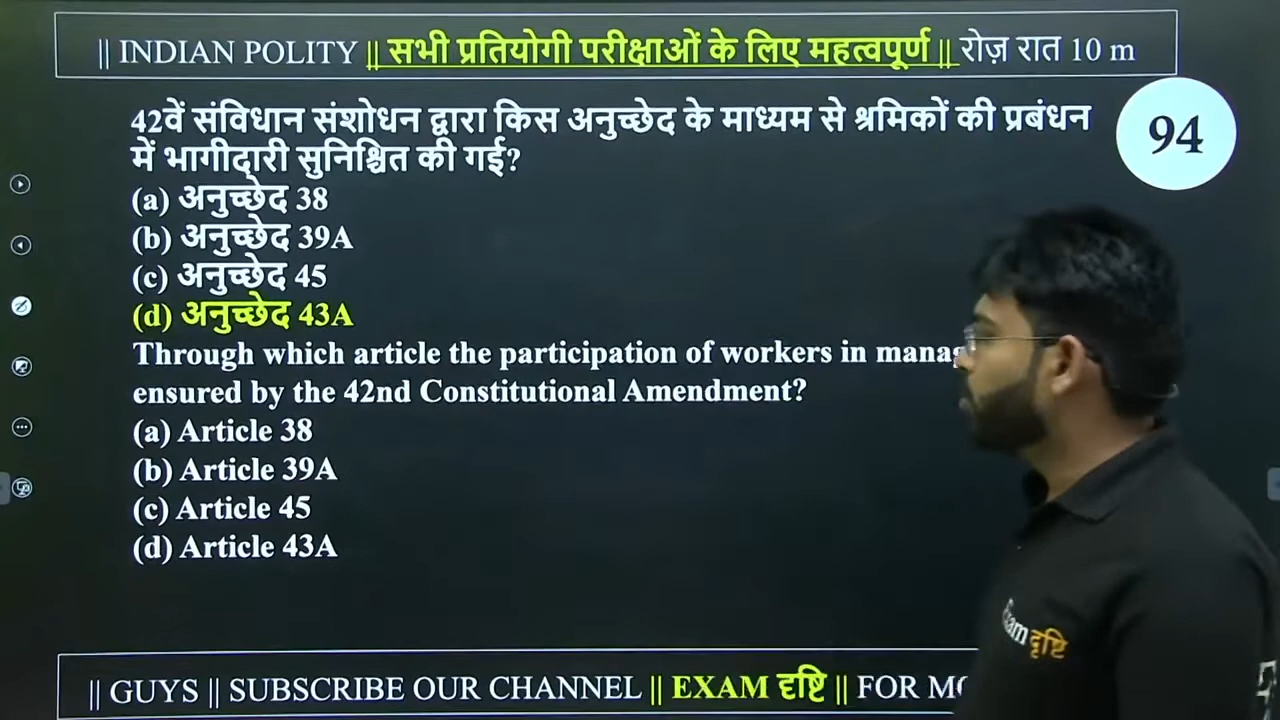 || INDIAN POLITY || सभी प्रतियोगी परीक्षाओं के लिए महत्वपूर्ण || रोज़ रात 10 m
42वें संविधान संशोधन द्वारा किस अनुच्छेद के माध्यम से श्रमिकों की प्रबंधन
में भागीदारी सुनिश्चित की गई?
94
(a) अनुच्छेद 38
(b) अनुच्छेद 39A
(c) अनुच्छेद 45
(d) अनुच्छेद 43A
Through which article the participation of workers in
ensured by the 42nd Constitutional Amendment?
(a) Article 38
(b) Article 39A
(c) Article 45
(d) Article 43A
दृष्टि
|| GUYS || SUBSCRIBE OUR CHANNEL || EXAM दृष्टि || FOR